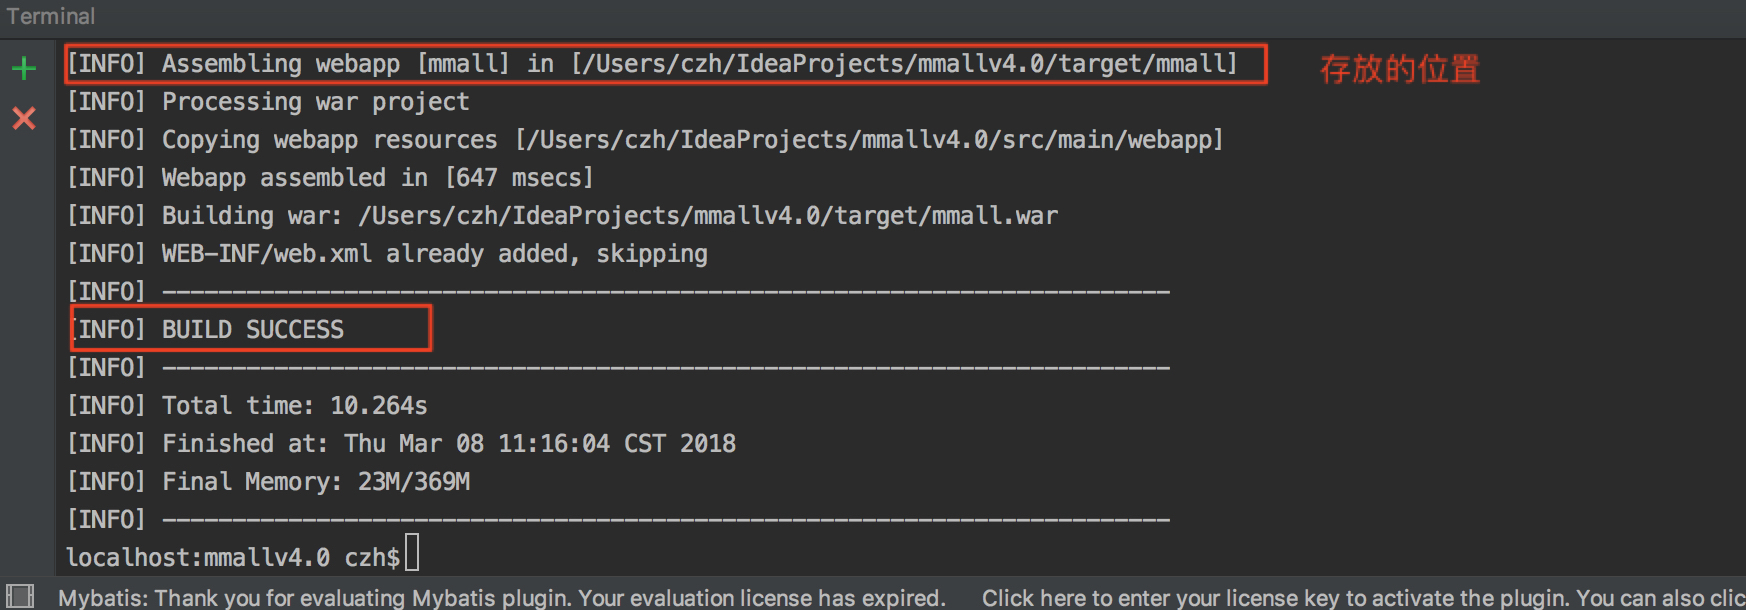 Terminal
[INFO] Assembling webapp [mmall] in [/Users/czh/IdeaProjects/mmallv4.0/target/mmall] 存放的位置
[INFO] Processing war project
[INFO] Copying webapp resources [/Users/czh/IdeaProjects/mmallv4.0/src/main/webapp]
[INFO] Webapp assembled in [647 msecs]
[INFO] Building war: /Users/czh/IdeaProjects/mmallv4.0/target/mmall.war
[INFO] WEB-INF/web.xml already added, skipping
[INFO] ------------------------------------------------------------------------
[INFO] BUILD SUCCESS
[INFO] ------------------------------------------------------------------------
[INFO] Total time: 10.264s
[INFO] Finished at: Thu Mar 08 11:16:04 CST 2018
[INFO] Final Memory: 23M/369M
[INFO] ------------------------------------------------------------------------
localhost:mmallv4.0 czh$
Mybatis: Thank you for evaluating Mybatis plugin. Your evaluation license has expired. Click here to enter your license key to activate the plugin. You can also clic